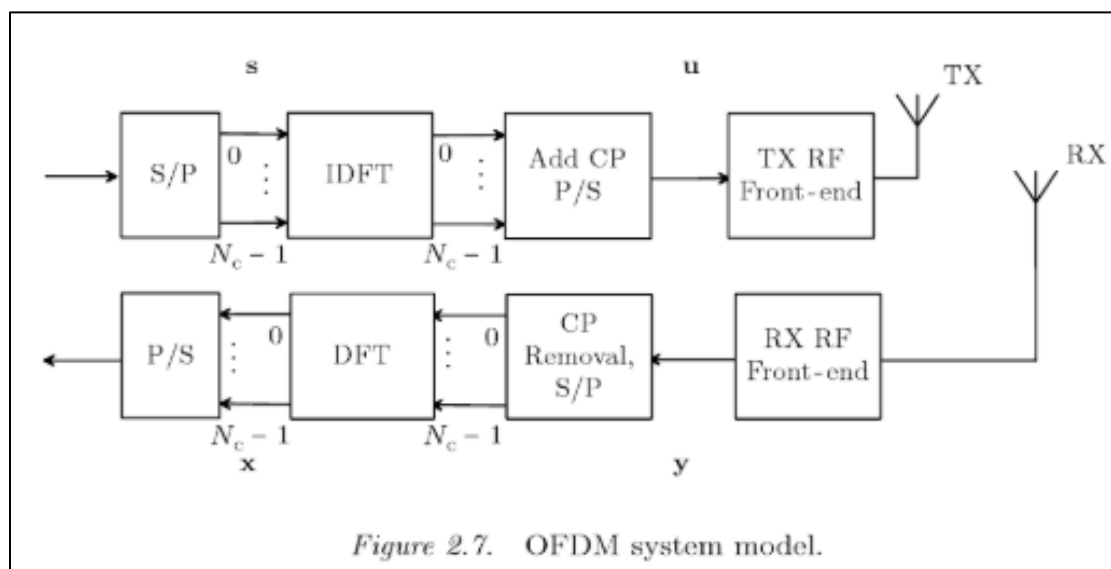 s
u
TX
S/P
0
⋮
N_c − 1
IDFT
0
⋮
N_c − 1
Add CP
P/S
TX RF
Front-end
RX
P/S
0
⋮
N_c − 1
DFT
0
⋮
N_c − 1
CP
Removal,
S/P
RX RF
Front-end
x
y
Figure 2.7. OFDM system model.